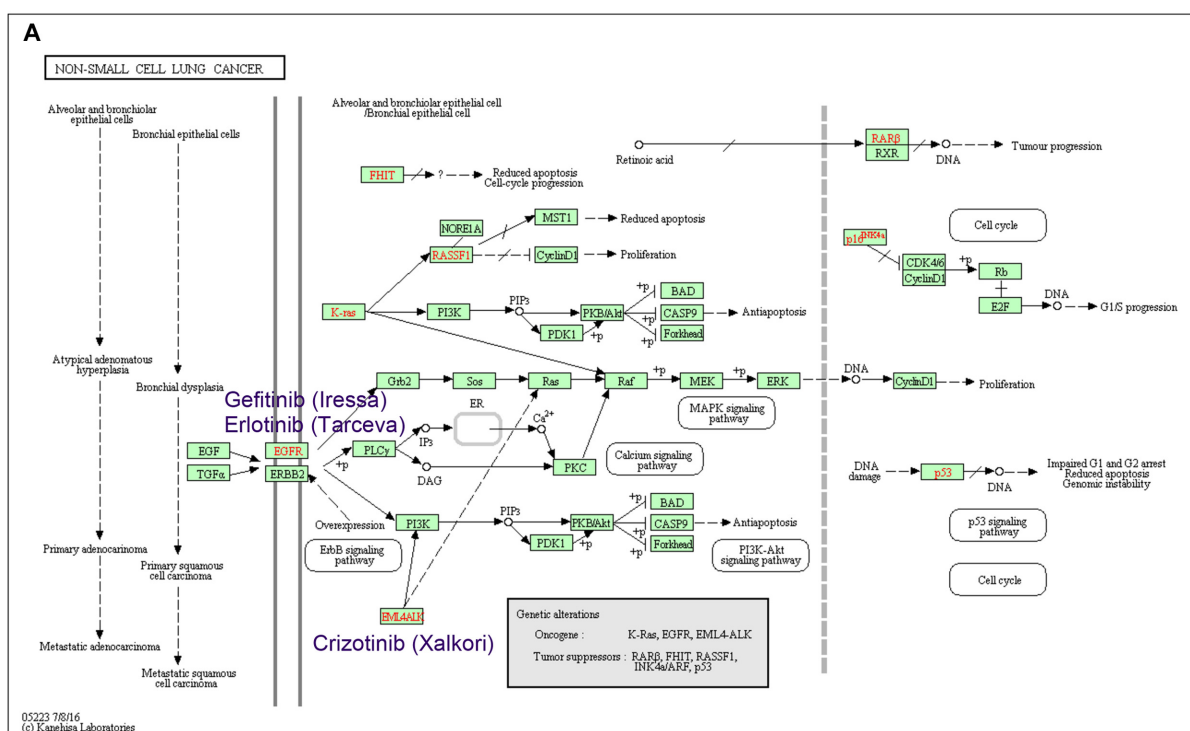 A
NON-SMALL CELL LUNG CANCER
Alveolar and bronchiolar
epithelial cells
Bronchial epithelial cells
Alveolar and bronchiolar epithelial cell
/Bronchial epithelial cell
Retinoic acid
RARβ
RXR
DNA
Tumour progression
FHIT
?
Reduced apoptosis
Cell-cycle progression
NORE1A
MST1
Reduced apoptosis
RASSF1
CyclinD1
Proliferation
p16INK4a
Cell cycle
CDK4/6
CyclinD1
+p
Rb
E2F
DNA
G1/S progression
K-ras
PI3K
PIP3
PDK1
+p
PKB/Akt
+p
+p
+p
BAD
CASP9
Forkhead
Antiapoptosis
Atypical adenomatous
hyperplasia
Bronchial dysplasia
Gefitinib (Iressa)
Erlotinib (Tarceva)
Grb2
Sos
Ras
Raf
+p
MEK
+p
ERK
DNA
CyclinD1
Proliferation
MAPK signaling
pathway
ER
Ca2+
IP3
EGF
TGFα
EGFR
ERBB2
+p
PLCγ
DAG
PKC
Calcium signaling
pathway
DNA
damage
p53
DNA
Impaired G1 and G2 arrest
Reduced apoptosis
Genomic instability
p53 signaling
pathway
Cell cycle
Overexpression
ErbB signaling
pathway
PI3K
PIP3
PDK1
+p
PKB/Akt
+p
+p
+p
BAD
CASP9
Forkhead
Antiapoptosis
PI3K-Akt
signaling pathway
Primary adenocarinoma
Primary squamous
cell carcinoma
EML4ALK
Crizotinib (Xalkori)
Metastatic adenocarcinoma
Metastatic squamous
cell carcinoma
Genetic alterations
Oncogene : K-Ras, EGFR, EML4-ALK
Tumor suppressors : RARβ, FHIT, RASSF1,
INK4a/ARF, p53
05223 7/8/16
(c) Kanehisa Laboratories